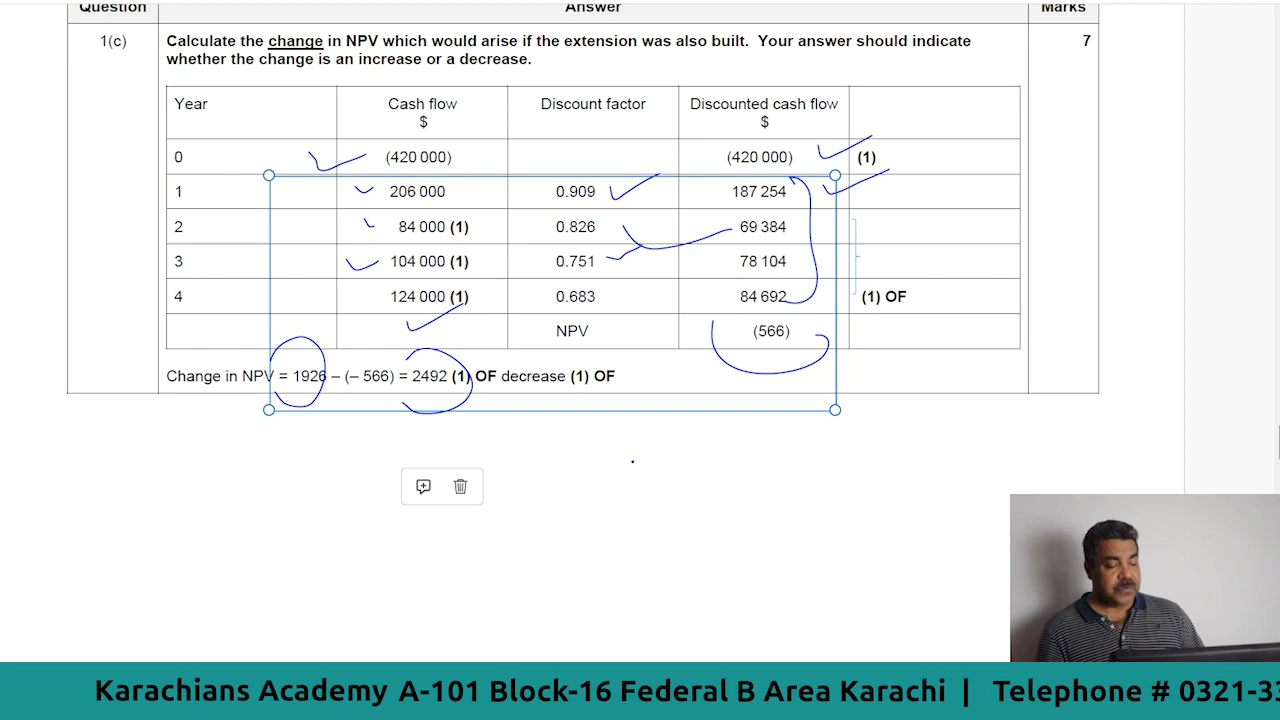 Question Answer Marks
1(c) Calculate the change in NPV which would arise if the extension was also built. Your answer should indicate 7
whether the change is an increase or a decrease.
Year Cash flow Discount factor Discounted cash flow
$ $
0 (420 000) (420 000) (1)
1 206 000 0.909 187 254
2 84 000 (1) 0.826 69 384
3 104 000 (1) 0.751 78 104
4 124 000 (1) 0.683 84 692 (1) OF
NPV (566)
Change in NPV = 1926 – (– 566) = 2492 (1) OF decrease (1) OF
Karachians Academy A-101 Block-16 Federal B Area Karachi | Telephone # 0321-33